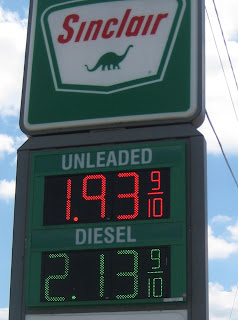 Sinclair
UNLEADED
1.93 9/10
DIESEL
2.13 9/10